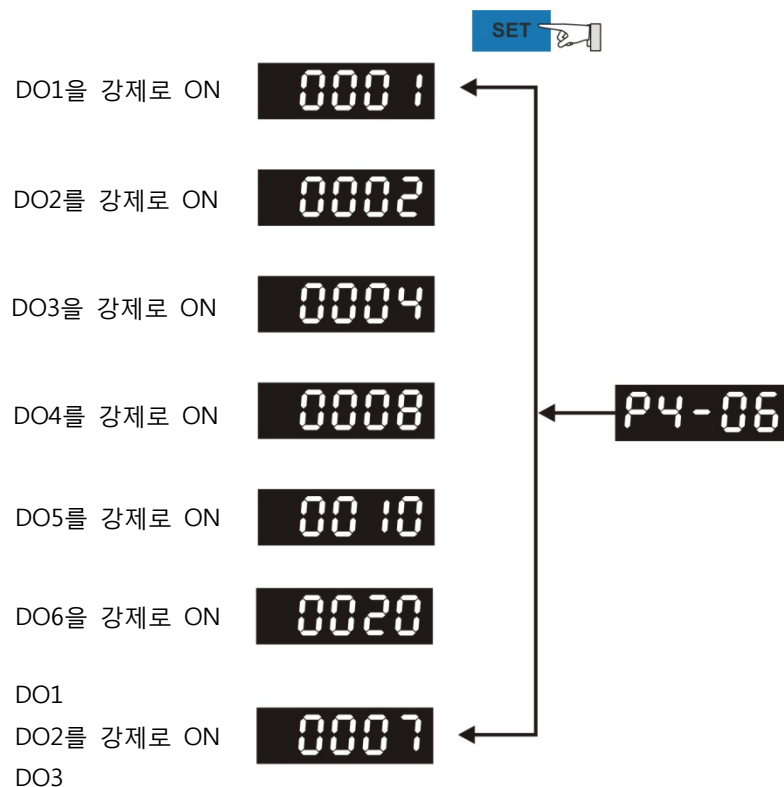 SET
DO1을 강제로 ON 0001
DO2를 강제로 ON 0002
DO3을 강제로 ON 0004
DO4를 강제로 ON 0008
P4-06
DO5를 강제로 ON 0010
DO6을 강제로 ON 0020
DO1
DO2를 강제로 ON 0007
DO3